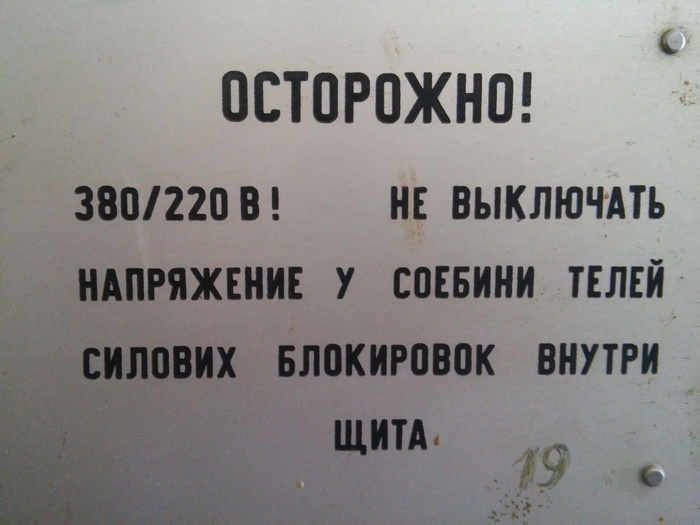 ОСТОРОЖНО!
380/220 В! НЕ ВЫКЛЮЧАТЬ
НАПРЯЖЕНИЕ У СОЕБИНИ ТЕЛЕЙ
СИЛОВИХ БЛОКИРОВОК ВНУТРИ
ЩИТА
19